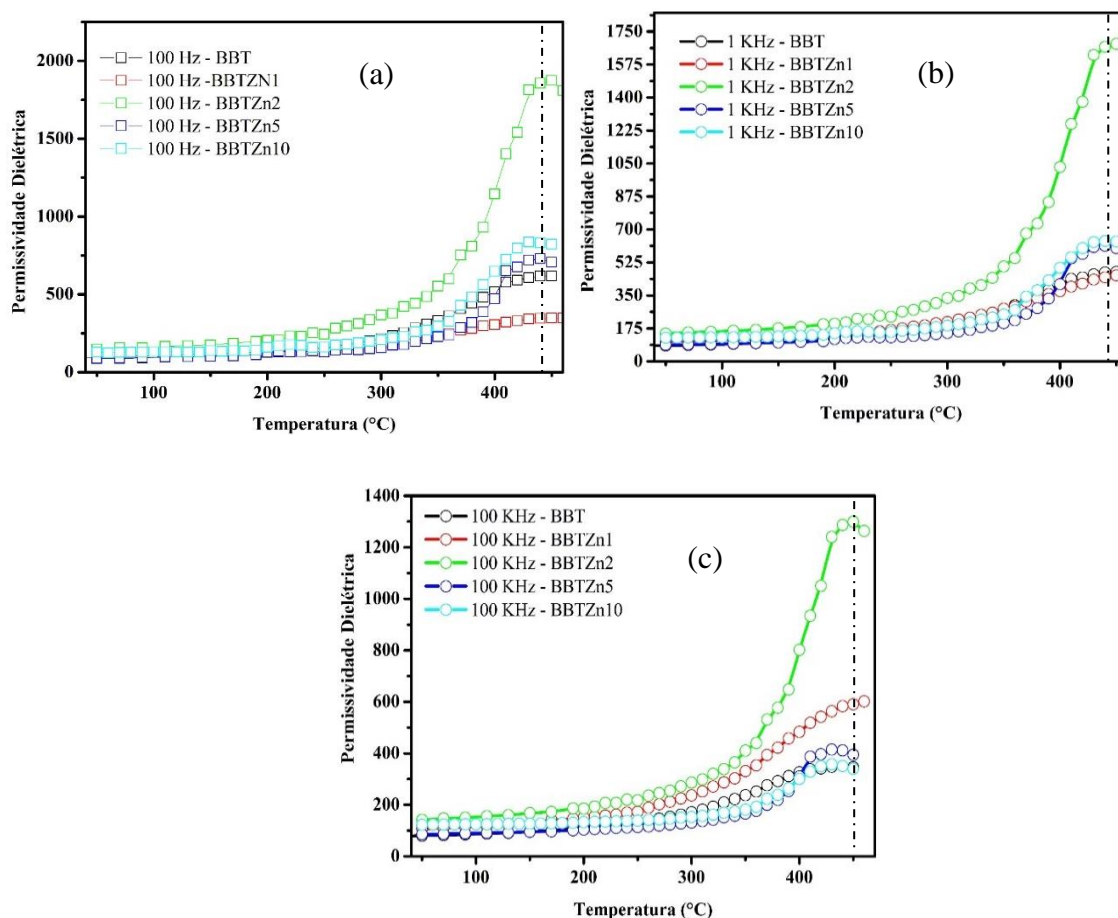 2000
1500
1000
500
0
Permissividade Dielétrica
100 Hz - BBT
100 Hz -BBTZN1
100 Hz - BBTZn2
100 Hz - BBTZn5
100 Hz - BBTZn10
(a)
100
200
300
400
Temperatura (°C)
1750
1575
1400
1225
1050
875
700
525
350
175
0
Permissividade Dielétrica
1 KHz - BBT
1 KHz - BBTZn1
1 KHz - BBTZn2
1 KHz - BBTZn5
1 KHz - BBTZn10
(b)
100
200
300
400
Temperatura (°C)
1400
1200
1000
800
600
400
200
0
Permissividade Dielétrica
100 KHz - BBT
100 KHz - BBTZn1
100 KHz - BBTZn2
100 KHz - BBTZn5
100 KHz - BBTZn10
(c)
100
200
300
400
Temperatura (°C)